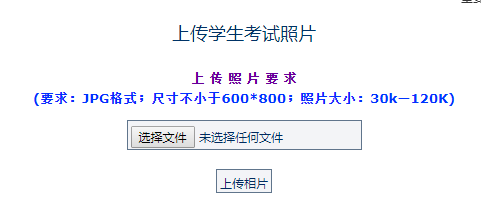 上传学生考试照片
上 传 照 片 要 求
(要求：JPG格式；尺寸不小于600*800；照片大小：30k—120K)
选择文件 未选择任何文件
上传相片